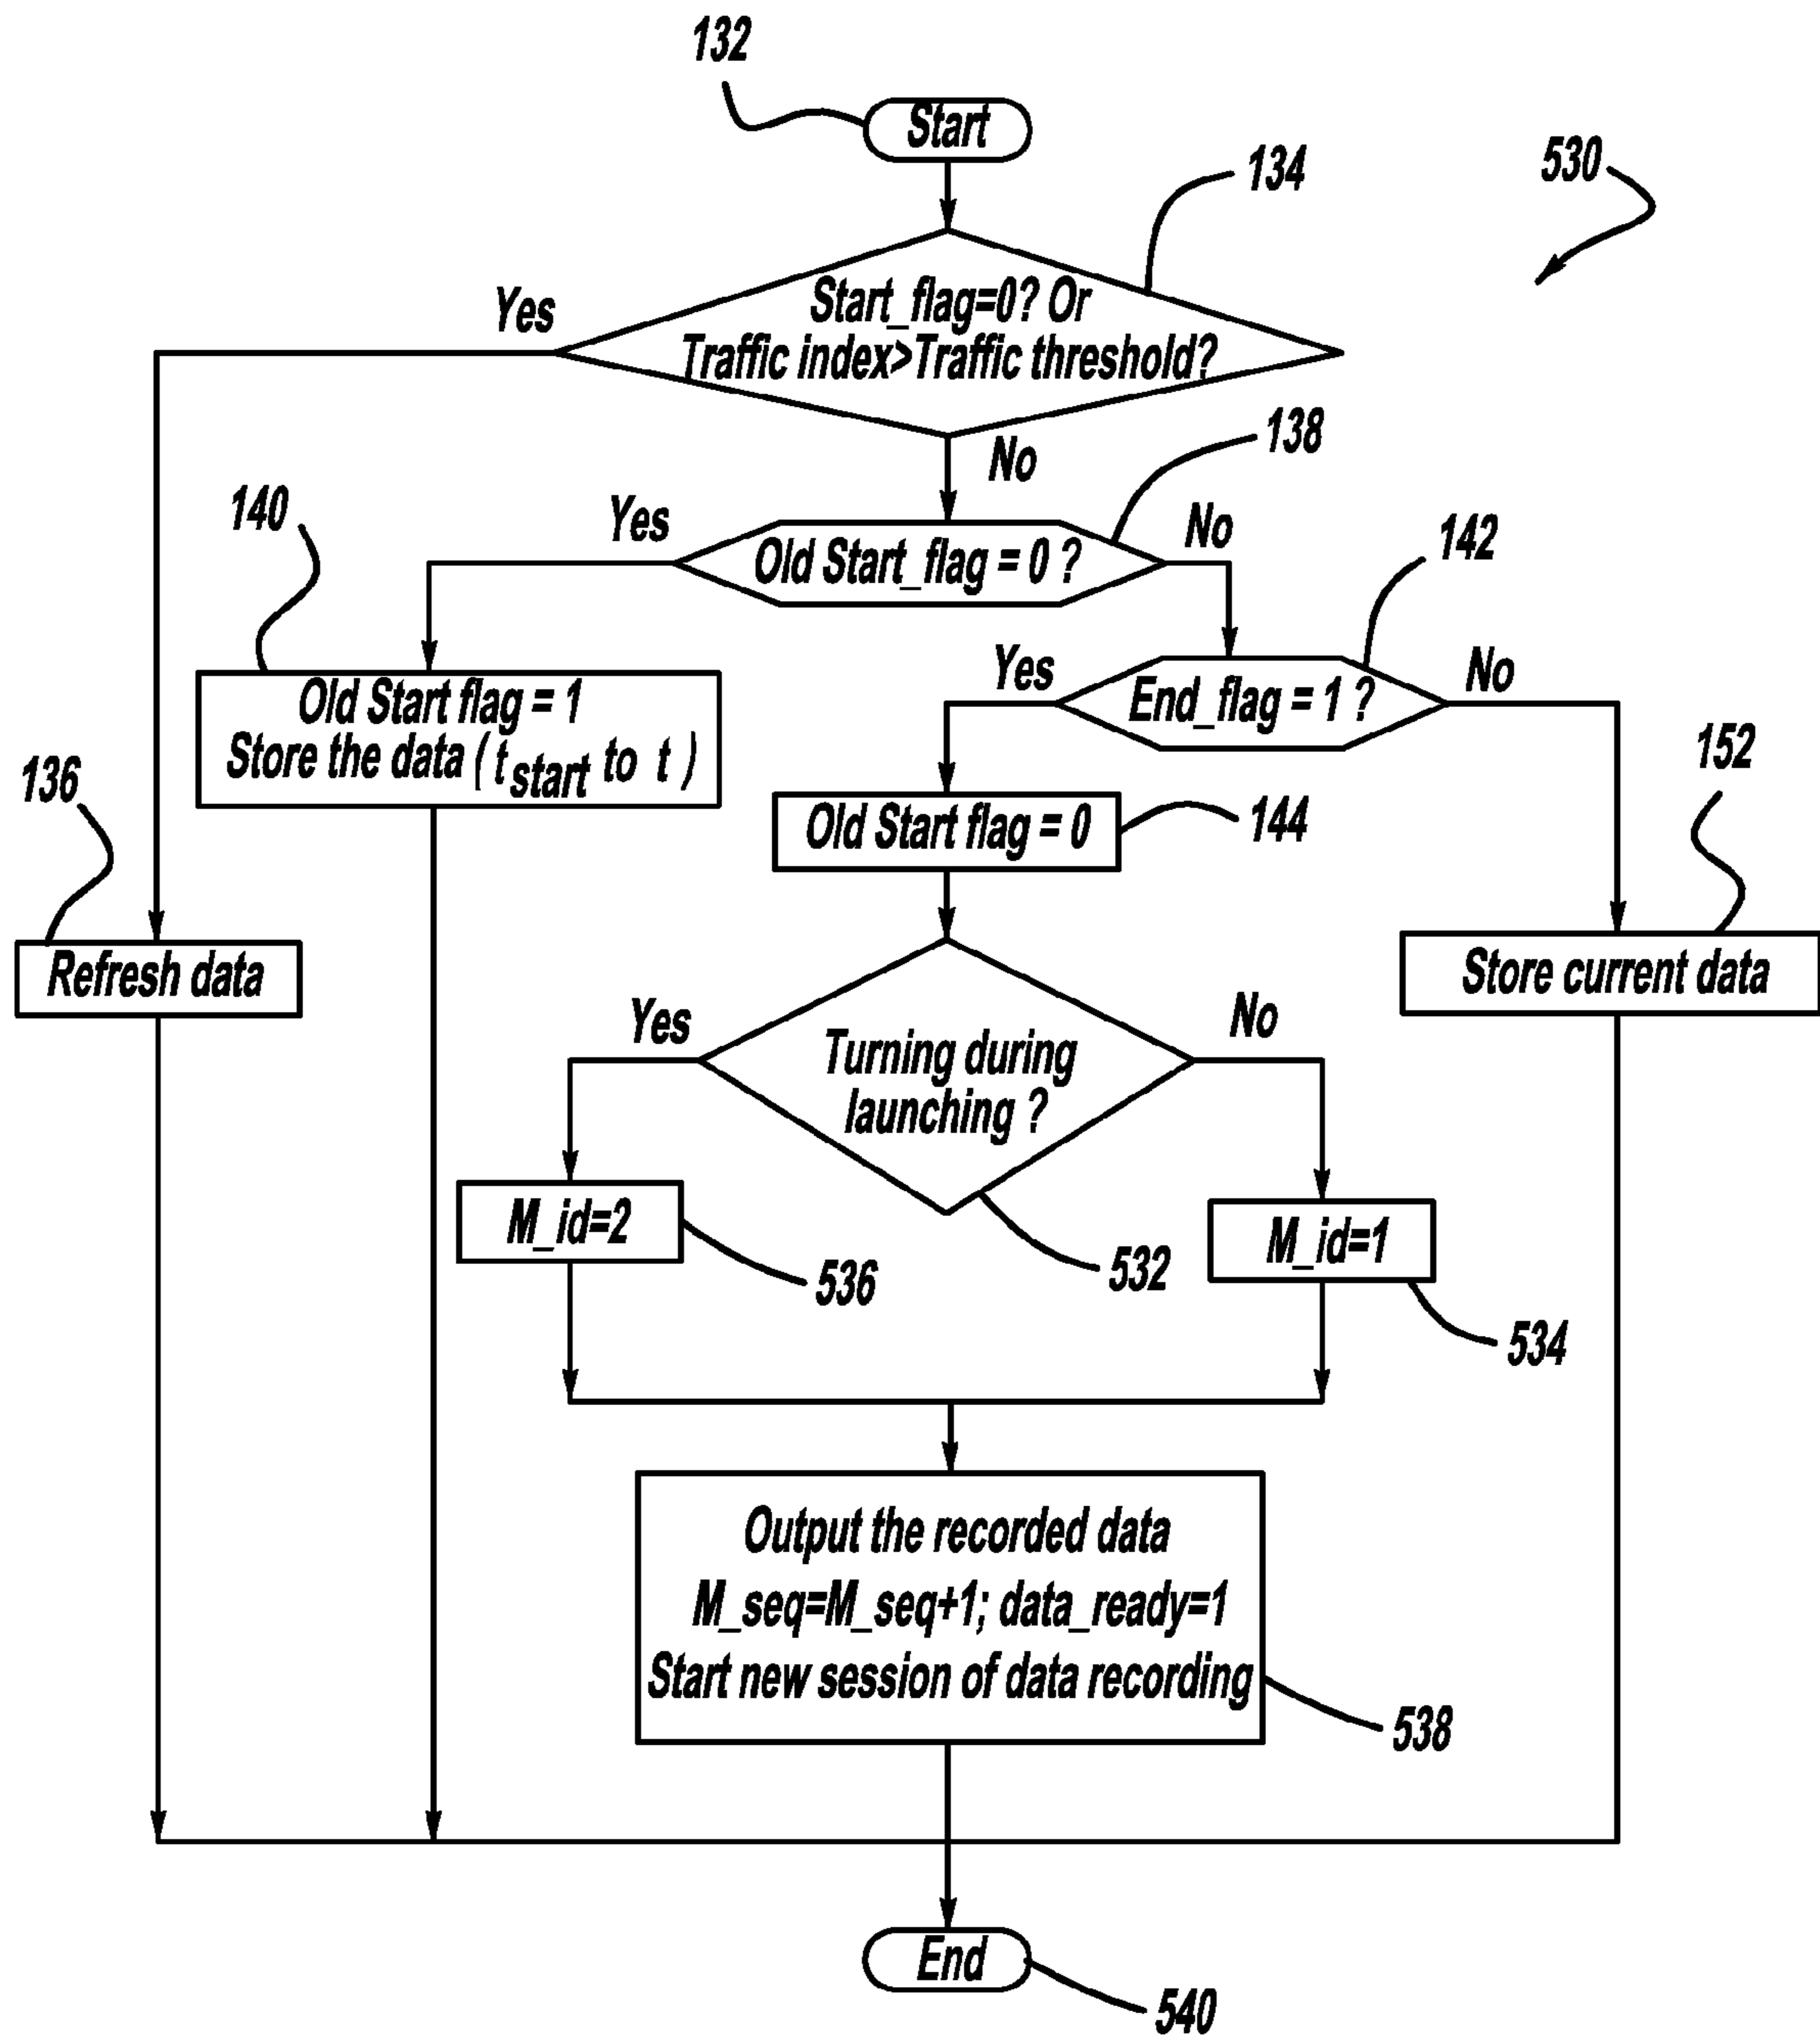 132
Start
134
530
Start_flag=0? Or
Traffic index>Traffic threshold?
Yes
No
138
140
Yes
Old Start_flag = 0 ?
No
142
Old Start flag = 1
Store the data (tstart to t)
Yes
End_flag = 1 ?
No
136
152
Old Start flag = 0
144
Refresh data
Store current data
Yes
Turning during
launching ?
No
M_id=2
536
532
M_id=1
534
Output the recorded data
M_seq=M_seq+1; data_ready=1
Start new session of data recording
538
End
540